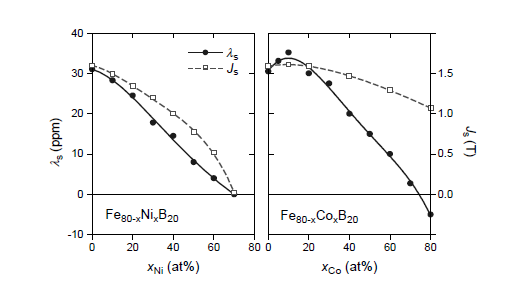 40
30
20
10
0
-10
λs (ppm)
λs
Js
Fe80-xNixB20
0 20 40 60 80
xNi (at%)
Fe80-xCoxB20
0 20 40 60 80
xCo (at%)
1.5
1.0
0.5
0.0
Js (T)